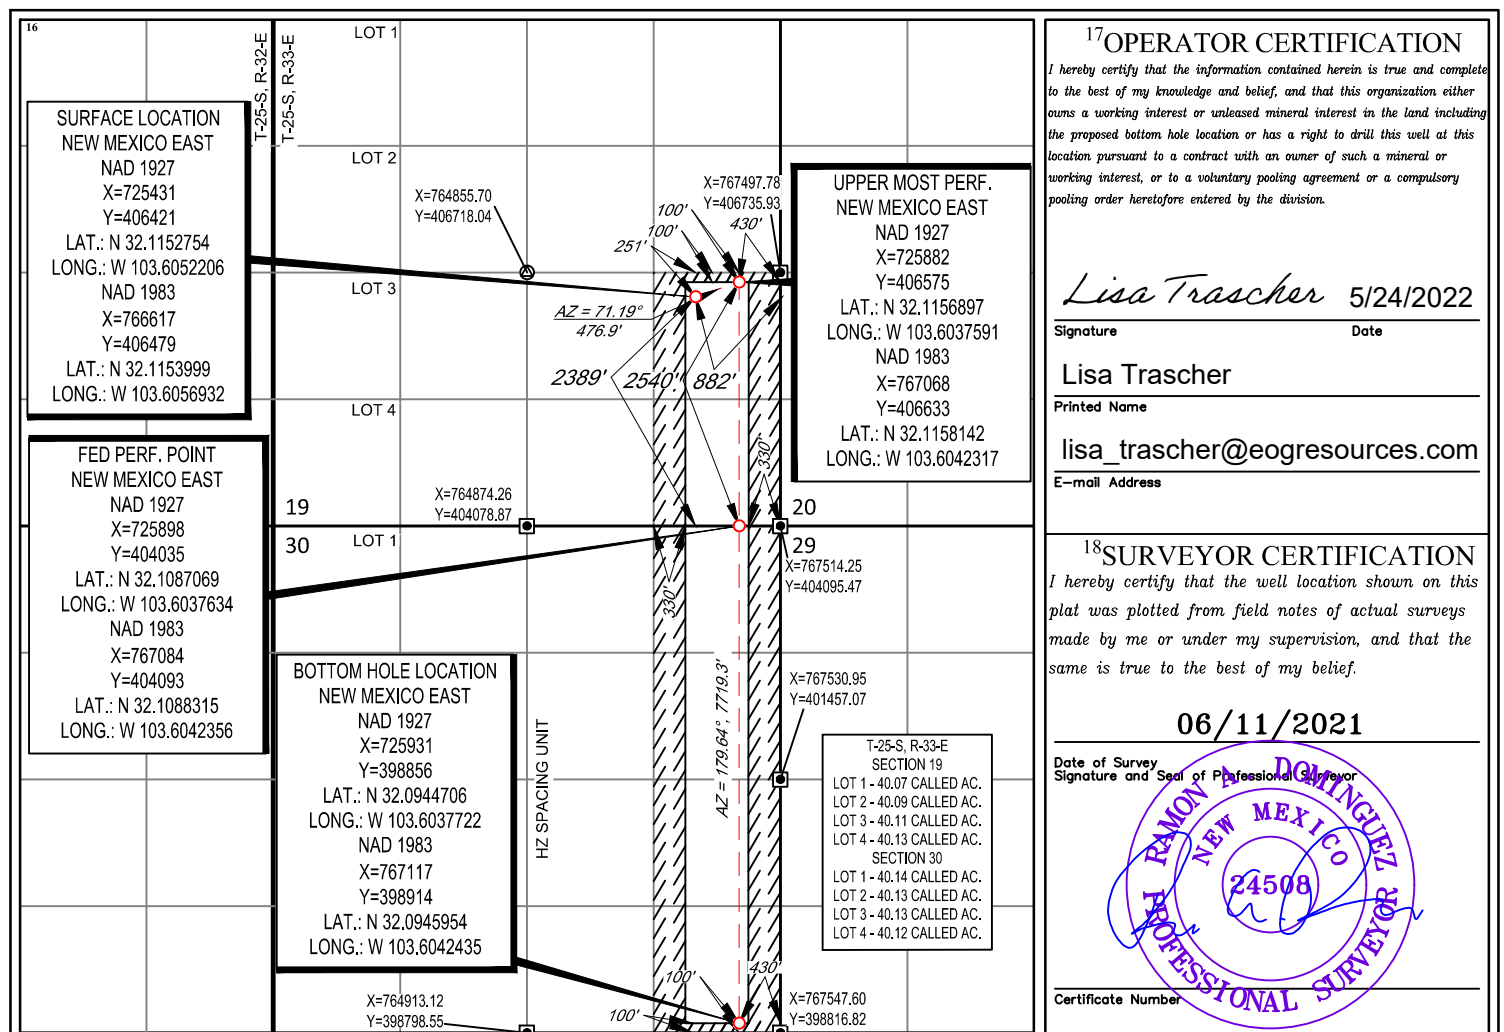 16
T-25-S, R-32-E
T-25-S, R-33-E
LOT 1
LOT 2
LOT 3
LOT 4
19
30
LOT 1
20
29
SURFACE LOCATION
NEW MEXICO EAST
NAD 1927
X=725431
Y=406421
LAT.: N 32.1152754
LONG.: W 103.6052206
NAD 1983
X=766617
Y=406479
LAT.: N 32.1153999
LONG.: W 103.6056932
FED PERF. POINT
NEW MEXICO EAST
NAD 1927
X=725898
Y=404035
LAT.: N 32.1087069
LONG.: W 103.6037634
NAD 1983
X=767084
Y=404093
LAT.: N 32.1088315
LONG.: W 103.6042356
BOTTOM HOLE LOCATION
NEW MEXICO EAST
NAD 1927
X=725931
Y=398856
LAT.: N 32.0944706
LONG.: W 103.6037722
NAD 1983
X=767117
Y=398914
LAT.: N 32.0945954
LONG.: W 103.6042435
X=764855.70
Y=406718.04
X=767497.78
Y=406735.93
100'
100'
251'
430'
AZ = 71.19°
476.9'
2389'
2540'
882'
330'
X=764874.26
Y=404078.87
X=767514.25
Y=404095.47
330'
X=767530.95
Y=401457.07
AZ = 179.64°, 7719.3'
HZ SPACING UNIT
UPPER MOST PERF.
NEW MEXICO EAST
NAD 1927
X=725882
Y=406575
LAT.: N 32.1156897
LONG.: W 103.6037591
NAD 1983
X=767068
Y=406633
LAT.: N 32.1158142
LONG.: W 103.6042317
T-25-S, R-33-E
SECTION 19
LOT 1 - 40.07 CALLED AC.
LOT 2 - 40.09 CALLED AC.
LOT 3 - 40.11 CALLED AC.
LOT 4 - 40.13 CALLED AC.
SECTION 30
LOT 1 - 40.14 CALLED AC.
LOT 2 - 40.13 CALLED AC.
LOT 3 - 40.13 CALLED AC.
LOT 4 - 40.12 CALLED AC.
X=764913.12
Y=398798.55
100'
100'
430'
X=767547.60
Y=398816.82
17OPERATOR CERTIFICATION
I hereby certify that the information contained herein is true and complete
to the best of my knowledge and belief, and that this organization either
owns a working interest or unleased mineral interest in the land including
the proposed bottom hole location or has a right to drill this well at this
location pursuant to a contract with an owner of such a mineral or
working interest, or to a voluntary pooling agreement or a compulsory
pooling order heretofore entered by the division.
Lisa Trascher 5/24/2022
Signature Date
Lisa Trascher
Printed Name
lisa_trascher@eogresources.com
E-mail Address
18SURVEYOR CERTIFICATION
I hereby certify that the well location shown on this
plat was plotted from field notes of actual surveys
made by me or under my supervision, and that the
same is true to the best of my belief.
06/11/2021
Date of Survey
Signature and Seal of Professional Surveyor
RAMON A. DOMINGUEZ
NEW MEXICO
24508
PROFESSIONAL SURVEYOR
Certificate Number